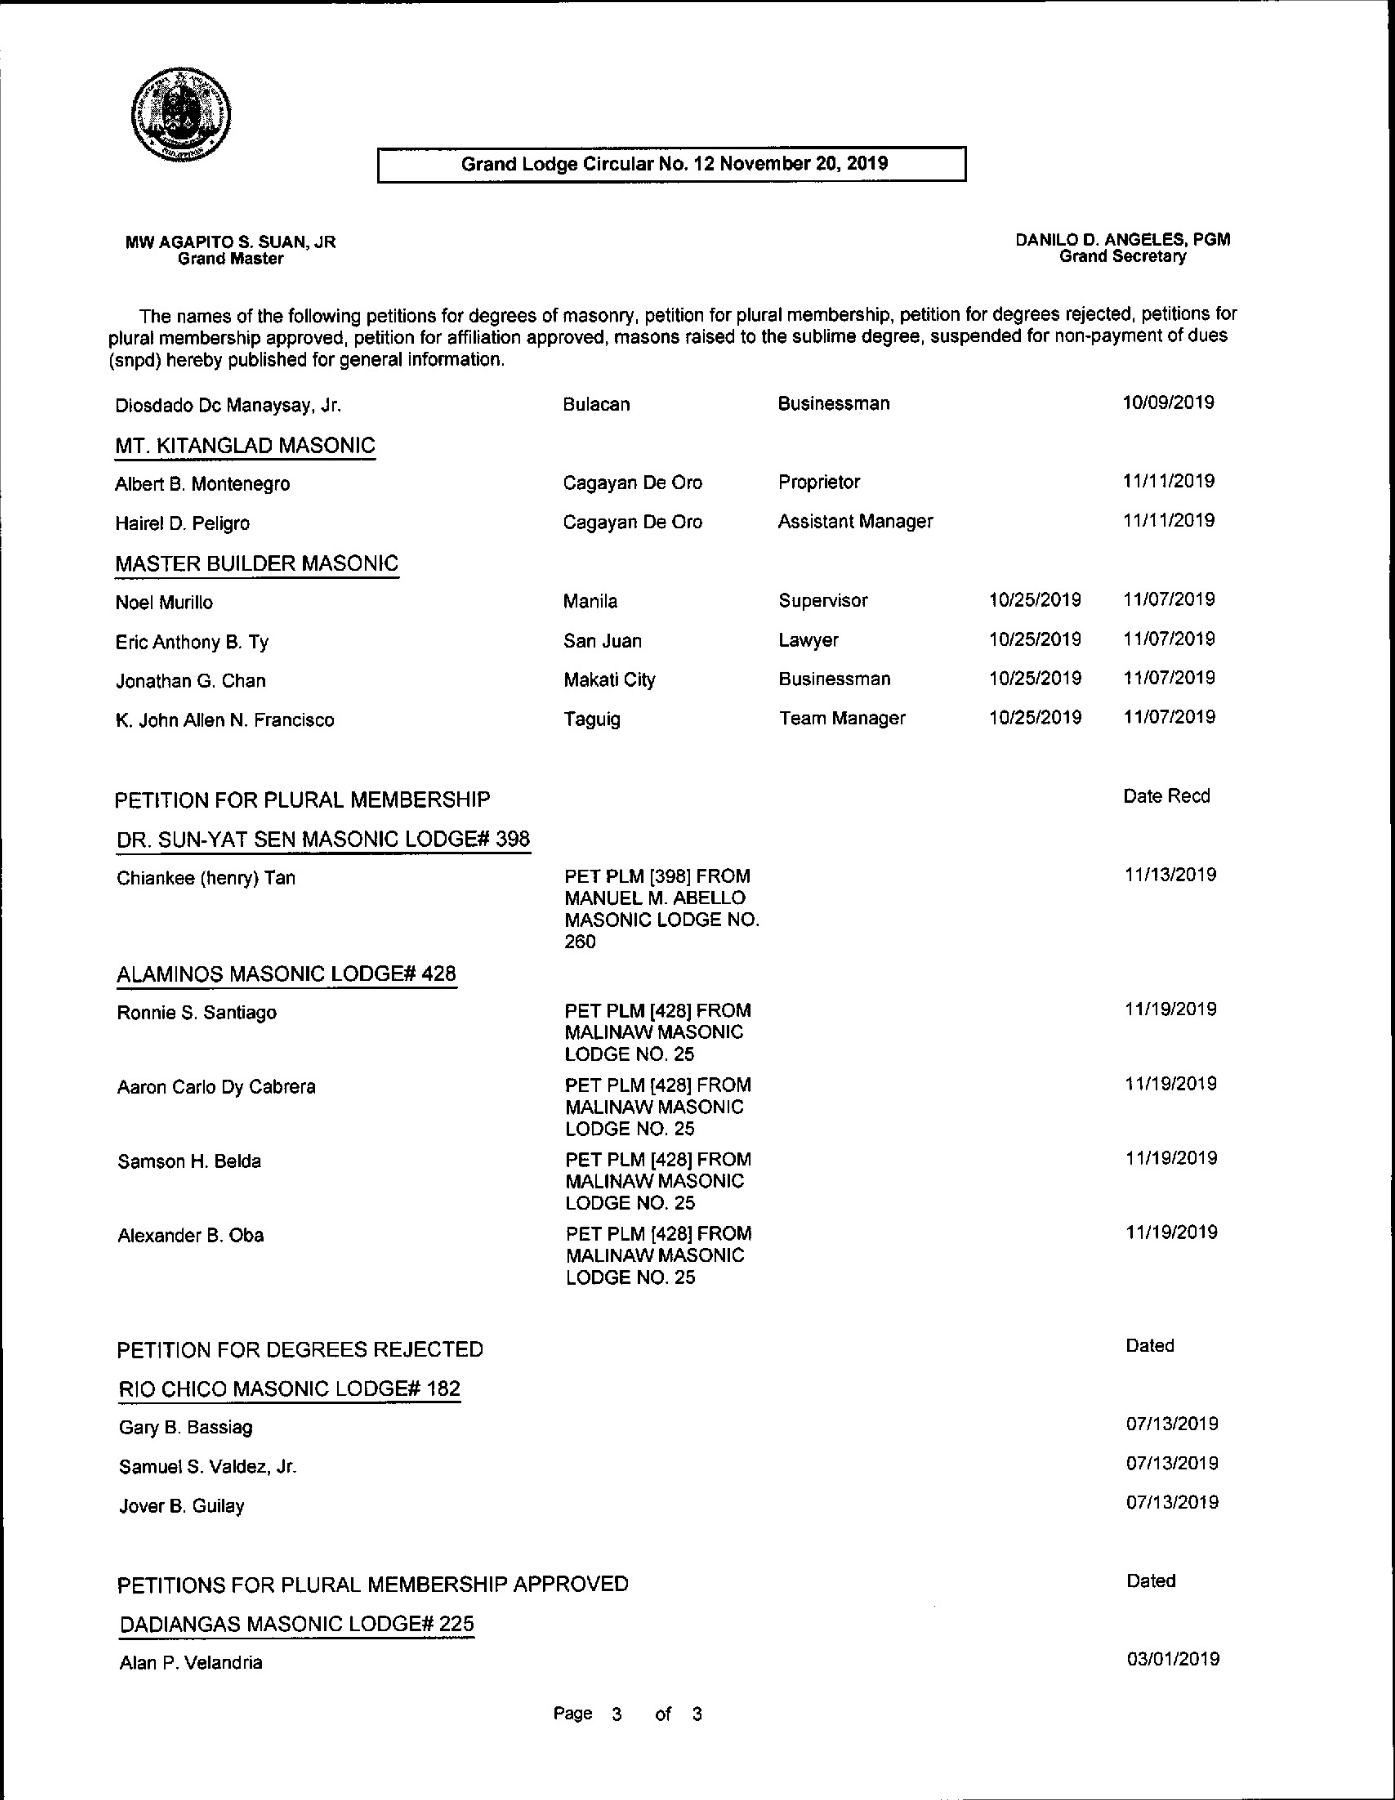 Grand Lodge Circular No. 12 November 20, 2019
MW AGAPITO S. SUAN, JR
Grand Master
DANILO D. ANGELES, PGM
Grand Secretary
The names of the following petitions for degrees of masonry, petition for plural membership, petition for degrees rejected, petitions for
plural membership approved, petition for affiliation approved, masons raised to the sublime degree, suspended for non-payment of dues
(snpd) hereby published for general information.
Diosdado Dc Manaysay, Jr. Bulacan Businessman 10/09/2019
MT. KITANGLAD MASONIC
Albert B. Montenegro Cagayan De Oro Proprietor 11/11/2019
Hairel D. Peligro Cagayan De Oro Assistant Manager 11/11/2019
MASTER BUILDER MASONIC
Noel Murillo Manila Supervisor 10/25/2019 11/07/2019
Eric Anthony B. Ty San Juan Lawyer 10/25/2019 11/07/2019
Jonathan G. Chan Makati City Businessman 10/25/2019 11/07/2019
K. John Allen N. Francisco Taguig Team Manager 10/25/2019 11/07/2019
PETITION FOR PLURAL MEMBERSHIP Date Recd
DR. SUN-YAT SEN MASONIC LODGE# 398
Chiankee (henry) Tan PET PLM [398] FROM 11/13/2019
MANUEL M. ABELLO
MASONIC LODGE NO.
260
ALAMINOS MASONIC LODGE# 428
Ronnie S. Santiago PET PLM [428] FROM 11/19/2019
MALINAW MASONIC
LODGE NO. 25
Aaron Carlo Dy Cabrera PET PLM [428] FROM 11/19/2019
MALINAW MASONIC
LODGE NO. 25
Samson H. Belda PET PLM [428] FROM 11/19/2019
MALINAW MASONIC
LODGE NO. 25
Alexander B. Oba PET PLM [428] FROM 11/19/2019
MALINAW MASONIC
LODGE NO. 25
PETITION FOR DEGREES REJECTED Dated
RIO CHICO MASONIC LODGE# 182
Gary B. Bassiag 07/13/2019
Samuel S. Valdez, Jr. 07/13/2019
Jover B. Guilay 07/13/2019
PETITIONS FOR PLURAL MEMBERSHIP APPROVED Dated
DADIANGAS MASONIC LODGE# 225
Alan P. Velandria 03/01/2019
Page 3 of 3